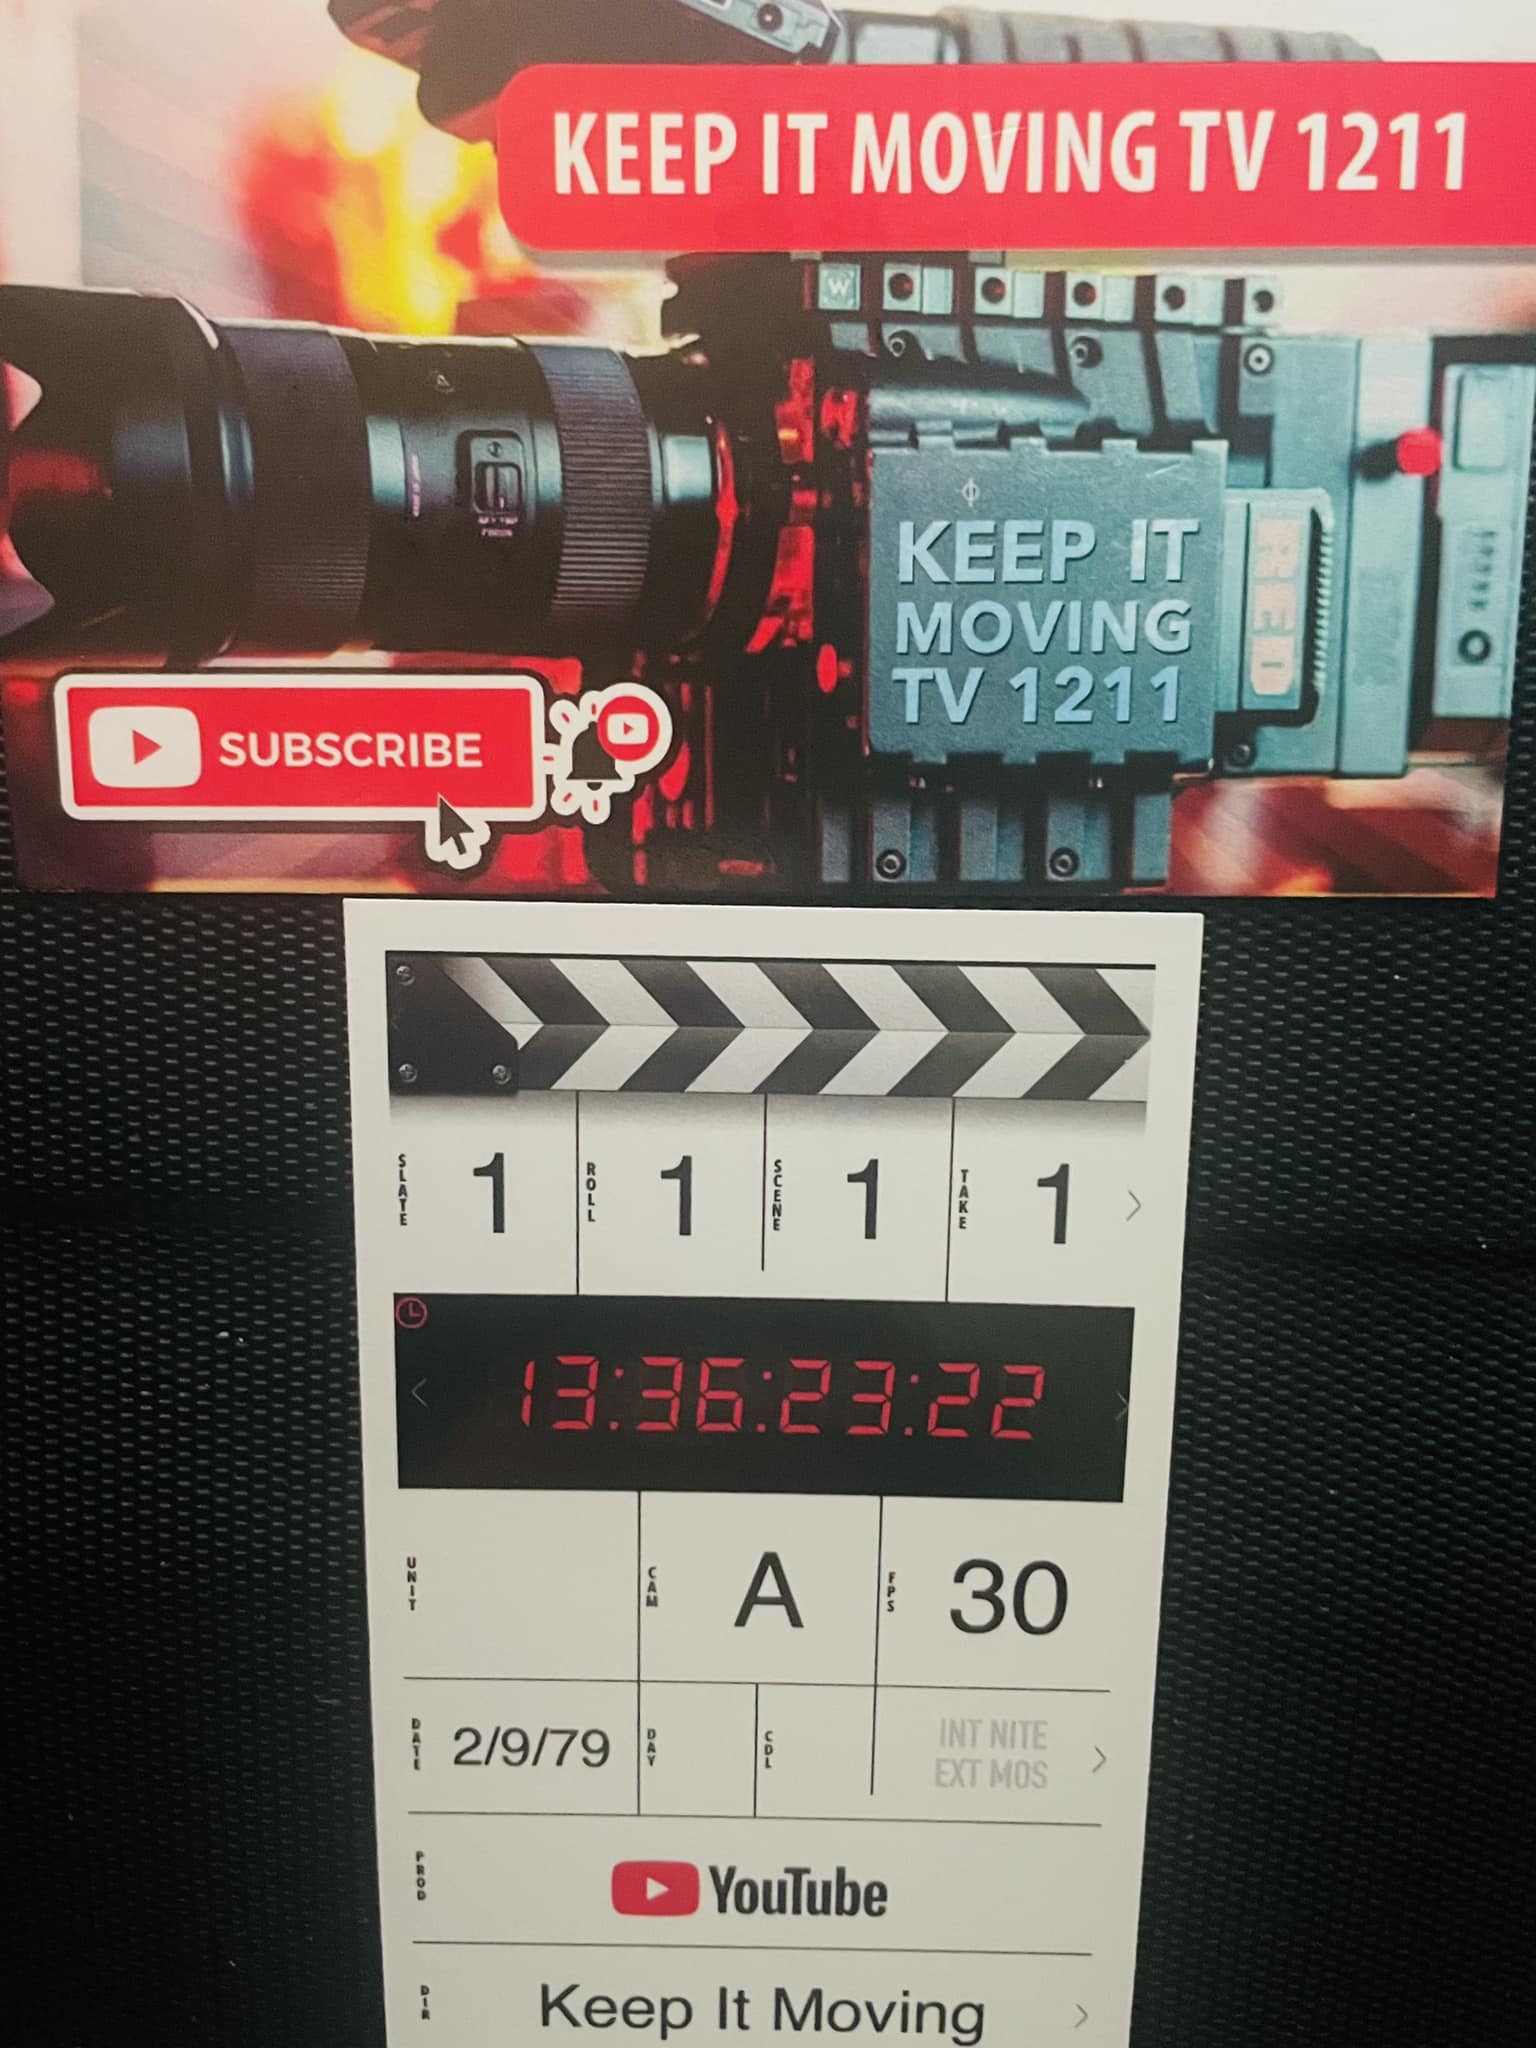 KEEP IT MOVING TV 1211
W
KEEP IT
MOVING
TV 1211
RED
SUBSCRIBE
SLATE 1 ROLL 1 SCENE 1 TAKE 1
13:36:23:22
UNIT CAM A FPS 30
DATE 2/9/79 DAY CDL INT NITE
EXT MOS
PROD YouTube
DIR Keep It Moving